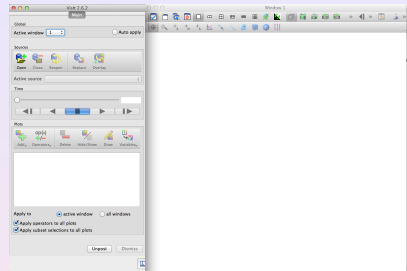 VisIt 2.6.2
Main
Global
Active window 1 Auto apply
Sources
Open Close Reopen Replace Overlay
Active source
Time
Plots
Add Operators Delete Hide/Show Draw Variables
Apply to active window all windows
Apply operators to all plots
Apply subset selections to all plots
Unpost Dismiss
Window 1